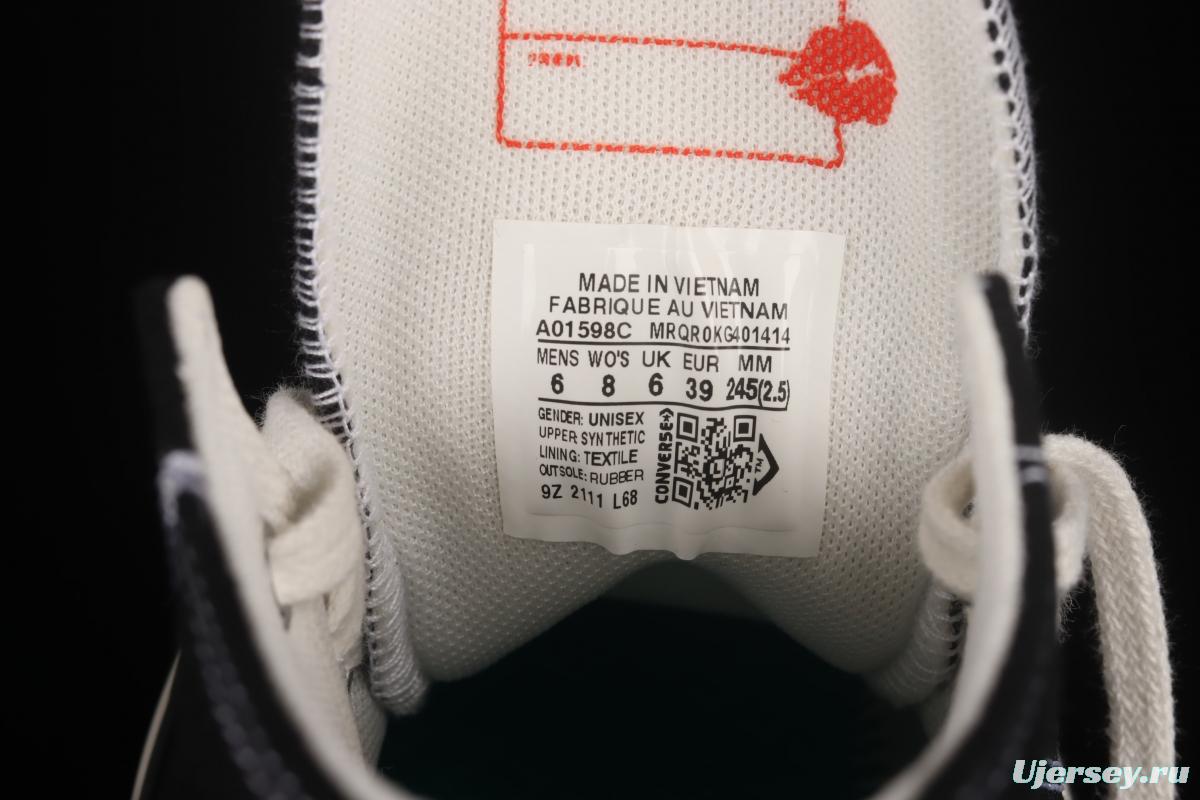 MADE IN VIETNAM
FABRIQUE AU VIETNAM
A01598C MRQR0KG401414
MENS WO'S UK EUR MM
6 8 6 39 245(2.5)
GENDER: UNISEX
UPPER SYNTHETIC
LINING: TEXTILE
OUTSOLE: RUBBER
9Z 2111 L68
CONVERSE
TM
Ujersey.ru